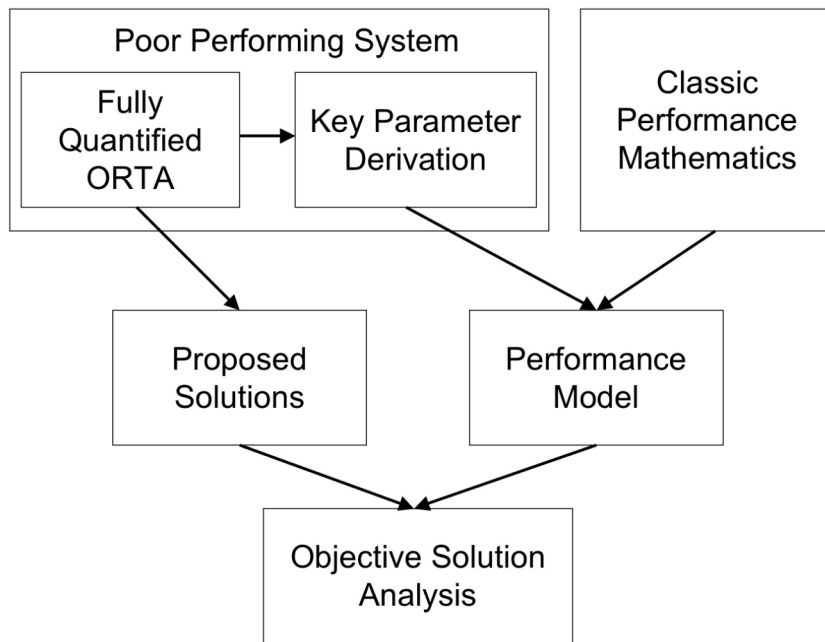 Poor Performing System
Fully
Quantified
ORTA
Key Parameter
Derivation
Classic
Performance
Mathematics
Proposed
Solutions
Performance
Model
Objective Solution
Analysis